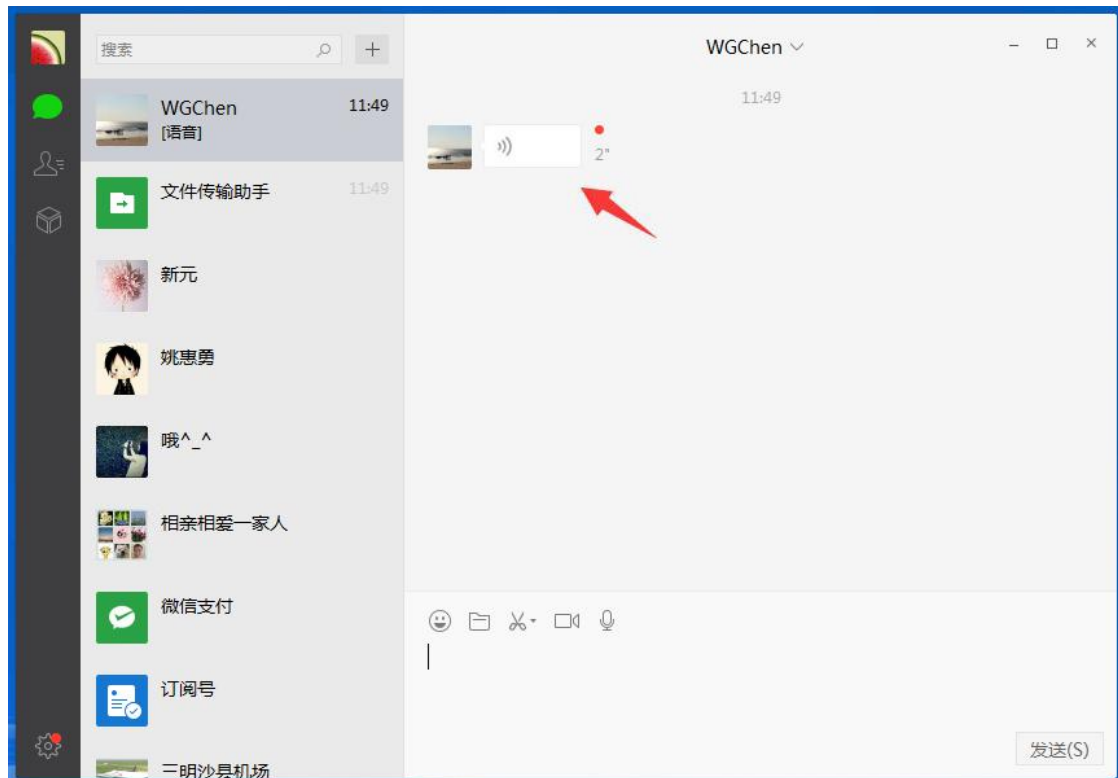 搜索
WGChen
11:49
[语音]
文件传输助手
11:49
新元
姚惠勇
哦^_^
相亲相爱一家人
微信支付
订阅号
三明沙县机场
WGChen
11:49
2"
发送(S)